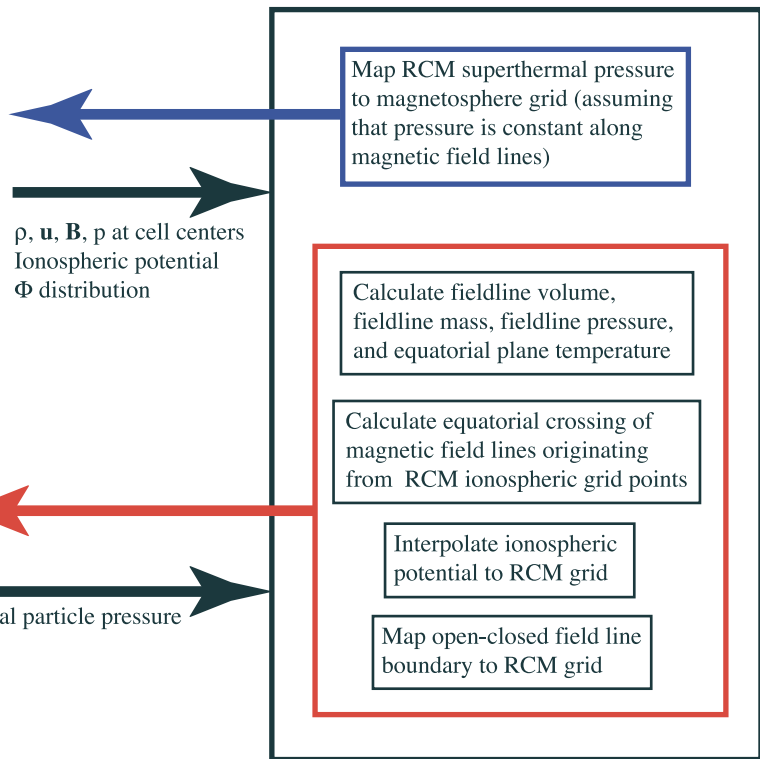 Map RCM superthermal pressure
to magnetosphere grid (assuming
that pressure is constant along
magnetic field lines)
ρ, u, B, p at cell centers
Ionospheric potential
Φ distribution
Calculate fieldline volume,
fieldline mass, fieldline pressure,
and equatorial plane temperature
Calculate equatorial crossing of
magnetic field lines originating
from RCM ionospheric grid points
Interpolate ionospheric
potential to RCM grid
al particle pressure
Map open-closed field line
boundary to RCM grid